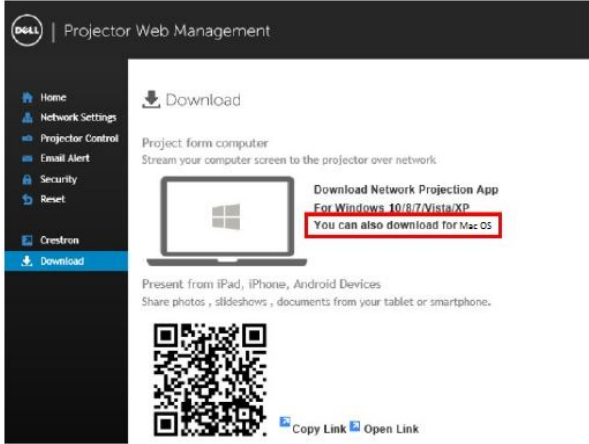 DELL | Projector Web Management
Home
Network Settings
Projector Control
Email Alert
Security
Reset
Crestron
Download
Download
Project form computer
Stream your computer screen to the projector over network
Download Network Projection App
For Windows 10/8/7/Vista/XP
You can also download for Mac OS
Present from iPad, iPhone, Android Devices
Share photos , slideshows , documents from your tablet or smartphone.
Copy Link Open Link